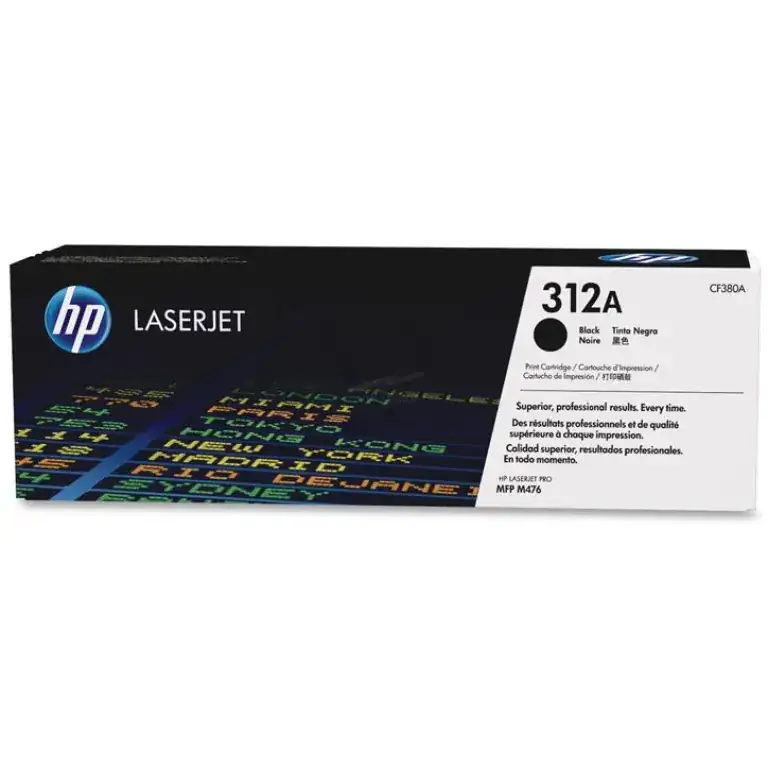 hp
LASERJET
312A
CF380A
Black Tinta Negra
Noire 黑色
Print Cartridge / Cartouche d'Impression /
Cartucho de Impresión / 打印碳鼓
Superior, professional results. Every time.
Des résultats professionnels et de qualité
supérieure à chaque impression.
Calidad superior, resultados profesionales.
En todo momento.
HP LASERJET PRO
MFP M476
LONDON
MIAMI
PARIS
TOKYO
HONG KONG
NEW YORK
MADRID
RIO DE JANEI
SYDNEY